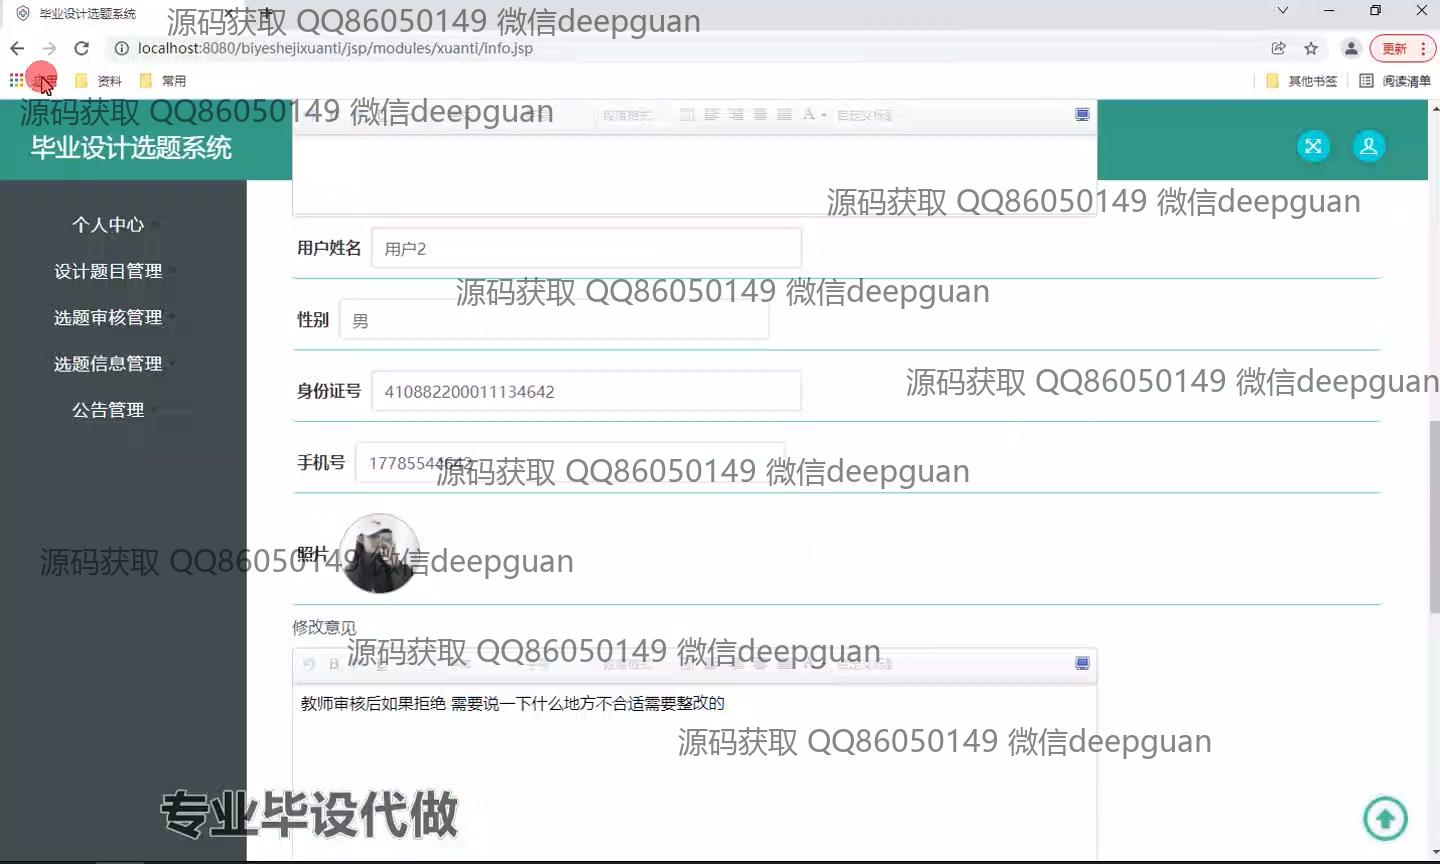 毕业设计选题系统
源码获取 QQ86050149 微信deepguan
localhost:8080/biyeshejixuanti/jsp/modules/xuanti/info.jsp
更新
应用
资料
常用
其他书签
阅读清单
源码获取 QQ86050149 微信deepguan
段落格式
自定义标题
毕业设计选题系统
源码获取 QQ86050149 微信deepguan
个人中心
设计题目管理
选题审核管理
选题信息管理
公告管理
用户姓名
用户2
源码获取 QQ86050149 微信deepguan
性别
男
源码获取 QQ86050149 微信deepguan
身份证号
410882200011134642
手机号
17785544642
源码获取 QQ86050149 微信deepguan
照片
源码获取 QQ86050149 微信deepguan
修改意见
源码获取 QQ86050149 微信deepguan
段落格式
自定义标题
教师审核后如果拒绝 需要说一下什么地方不合适需要整改的
源码获取 QQ86050149 微信deepguan
专业毕设代做